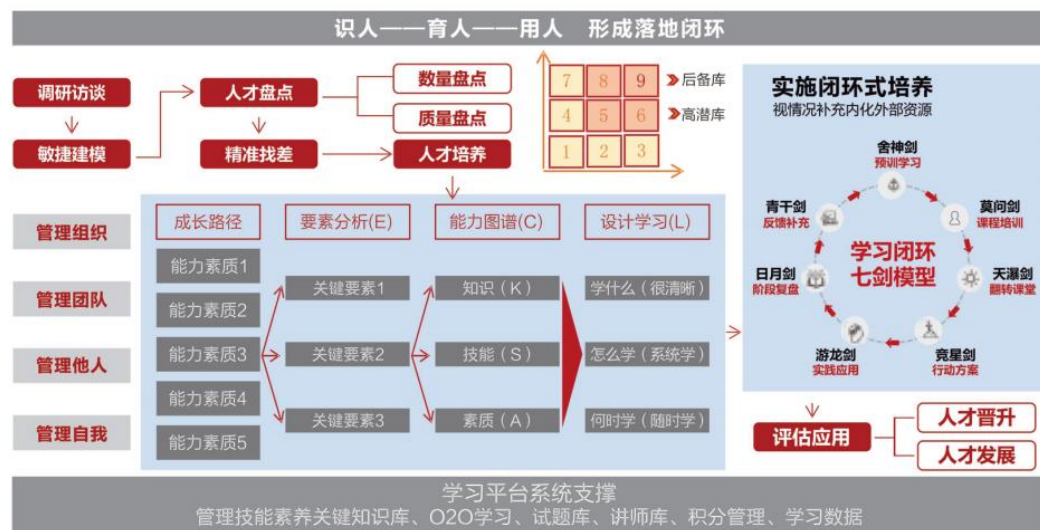 识人——育人——用人 形成落地闭环
调研访谈
敏捷建模
人才盘点
精准找差
数量盘点
质量盘点
人才培养
7 8 9
4 5 6
1 2 3
后备库
高潜库
管理组织
管理团队
管理他人
管理自我
成长路径
能力素质1
能力素质2
能力素质3
能力素质4
能力素质5
要素分析(E)
关键要素1
关键要素2
关键要素3
能力图谱(C)
知识（K）
技能（S）
素质（A）
设计学习(L)
学什么（很清晰）
怎么学（系统学）
何时学（随时学）
实施闭环式培养
视情况补充内化外部资源
舍神剑
预训学习
莫问剑
课程培训
天瀑剑
翻转课堂
竞星剑
行动方案
游龙剑
实践应用
日月剑
阶段复盘
青干剑
反馈补充
学习闭环
七剑模型
评估应用
人才晋升
人才发展
学习平台系统支撑
管理技能素养关键知识库、O2O学习、试题库、讲师库、积分管理、学习数据